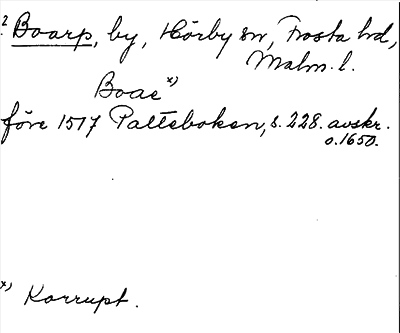 2 Boarp, by, Hörby sn, Frosta hd,
Malm. l.
Boae x)
före 1517 Palteboken, s. 228. avskr.
o. 1650.
x) Korrupt.